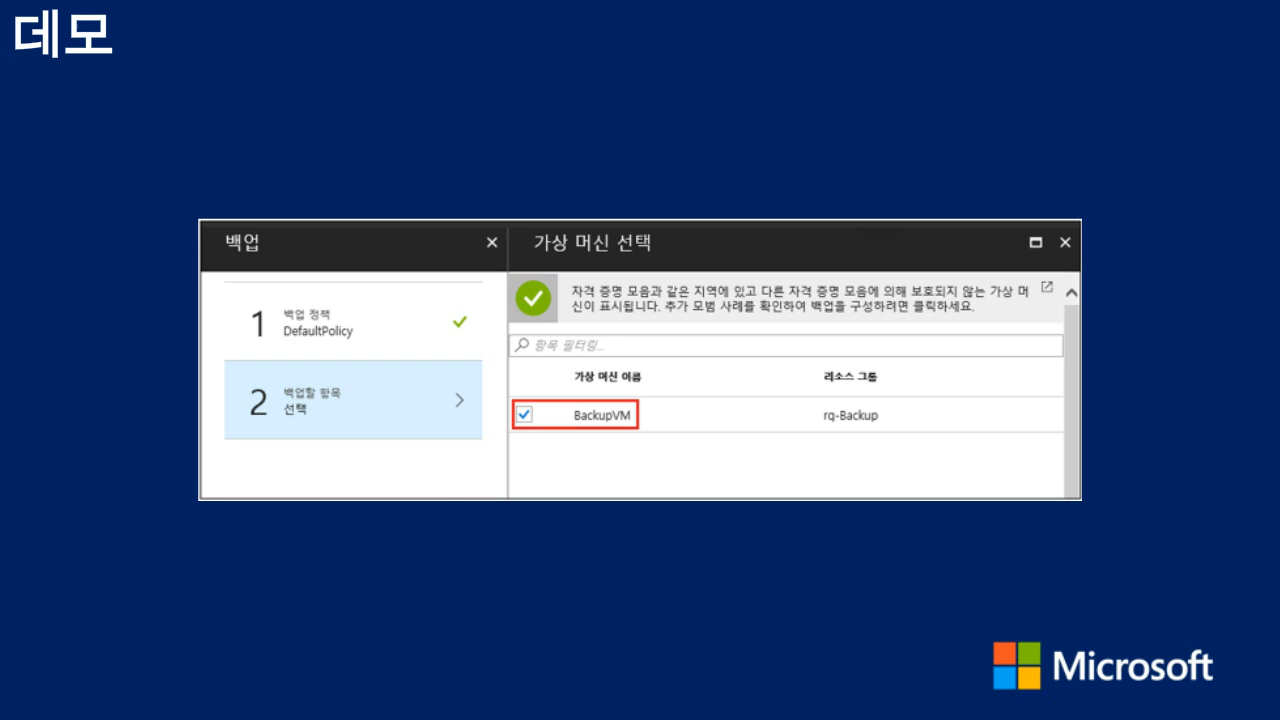 데모
백업
가상 머신 선택
1
백업 정책
DefaultPolicy
2
백업할 항목
선택
자격 증명 모음과 같은 지역에 있고 다른 자격 증명 모음에 의해 보호되지 않는 가상 머
신이 표시됩니다. 추가 모범 사례를 확인하여 백업을 구성하려면 클릭하세요.
항목 필터링...
가상 머신 이름 리소스 그룹
BackupVM rq-Backup
Microsoft